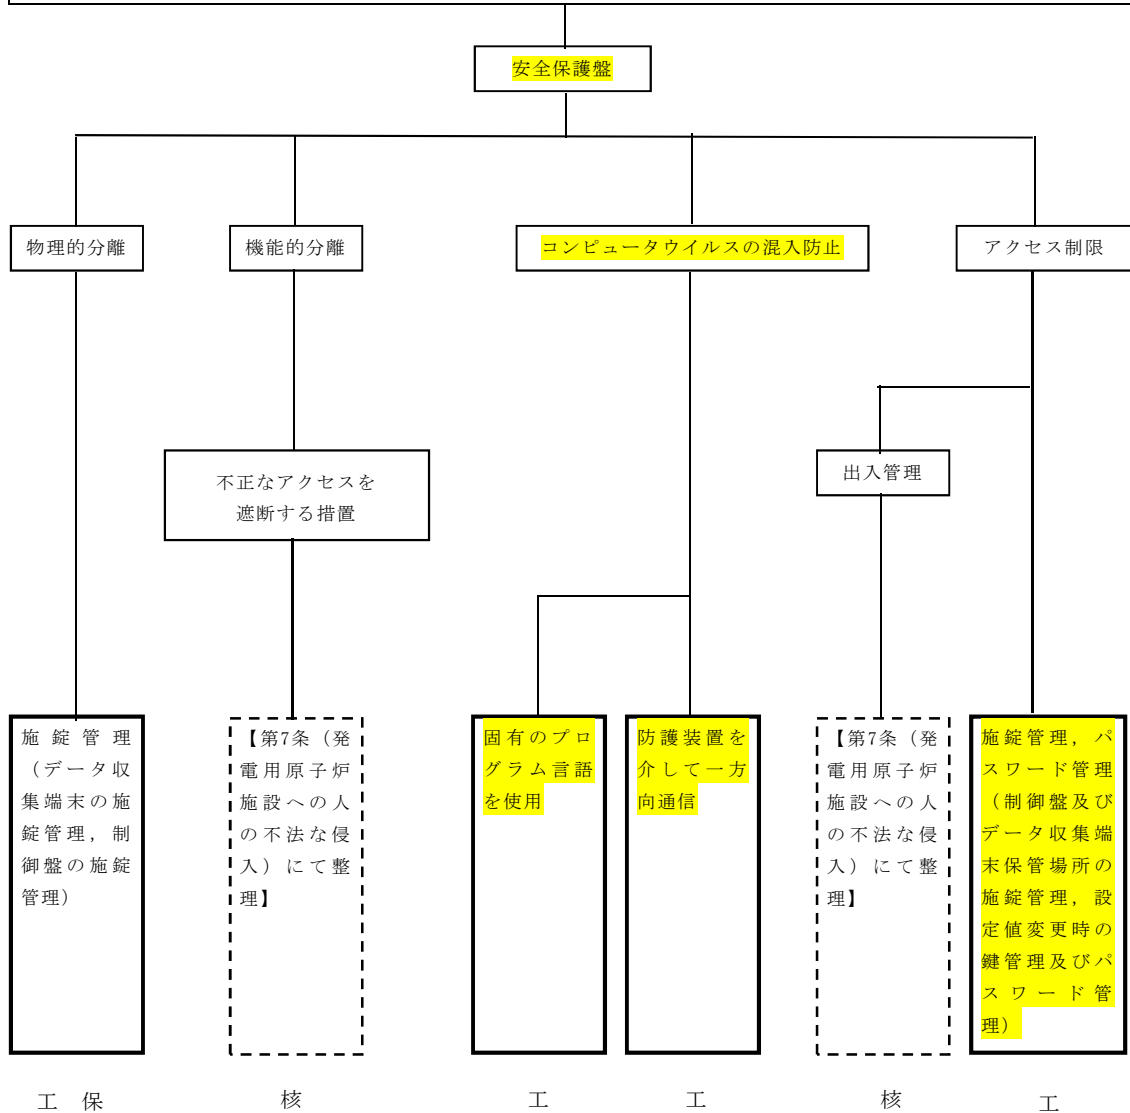 安全保護盤
物理的分離
機能的分離
コンピュータウイルスの混入防止
アクセス制限
不正なアクセスを
遮断する措置
出入管理
施錠管理
（データ収
集端末の施
錠管理，制
御盤の施錠
管理）
【第7条（発
電用原子炉
施設への人
の不法な侵
入）にて整
理】
固有のプロ
グラム言語
を使用
防護装置を
介して一方
向通信
【第7条（発
電用原子炉
施設への人
の不法な侵
入）にて整
理】
施錠管理，パ
スワード管理
（制御盤及び
データ収集端
末保管場所の
施錠管理，設
定値変更時の
鍵管理及びパ
スワード管
理）
工 保
核
工
工
核
工